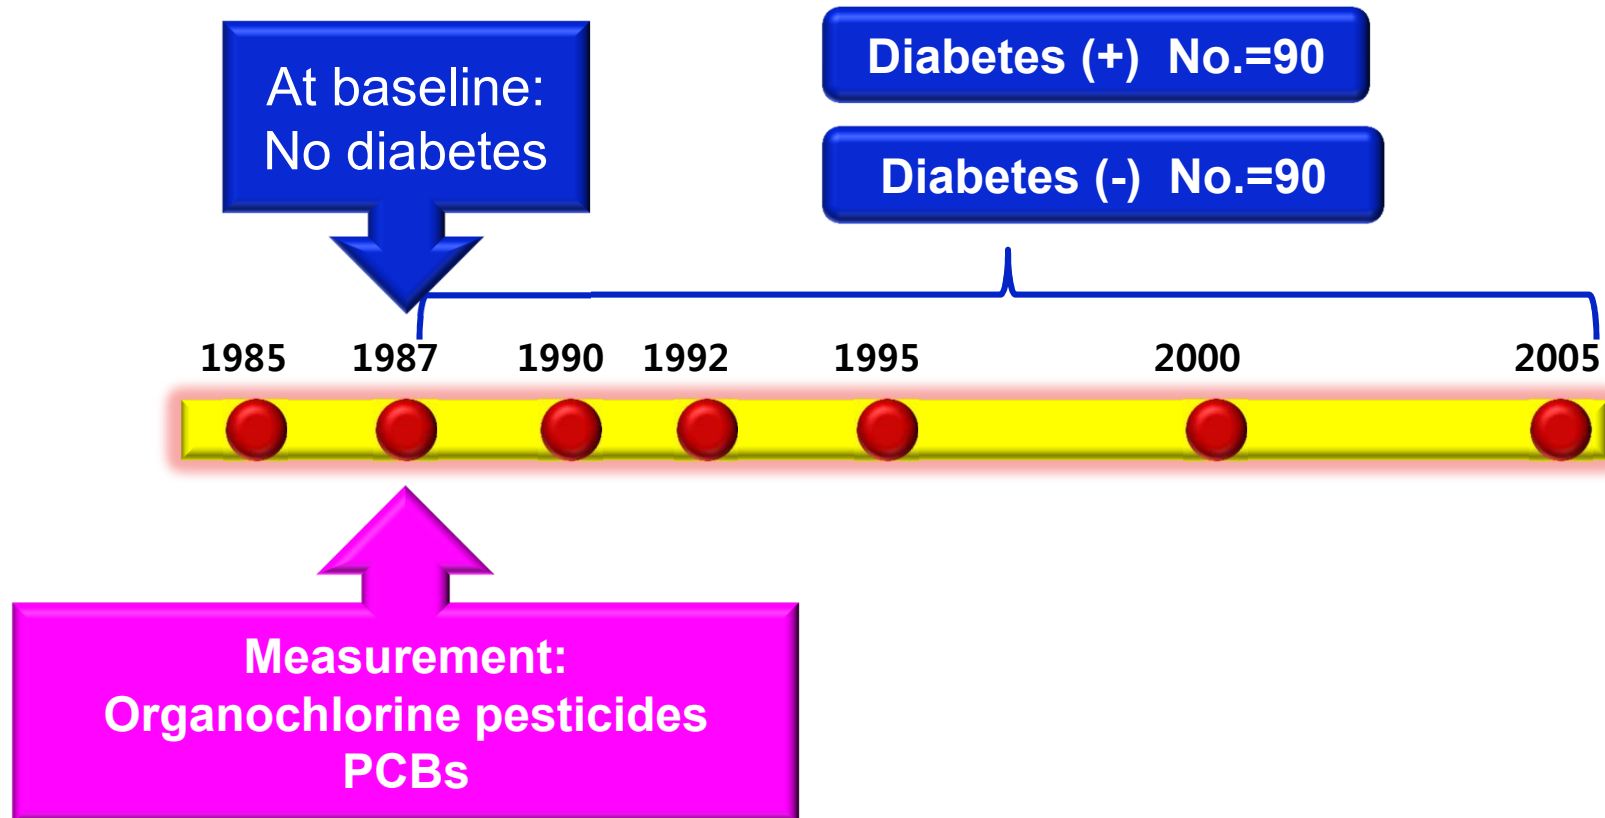 At baseline:
No diabetes
Diabetes (+)  No.=90
Diabetes (-)  No.=90
1985 1987 1990 1992 1995 2000 2005
Measurement:
Organochlorine pesticides
PCBs